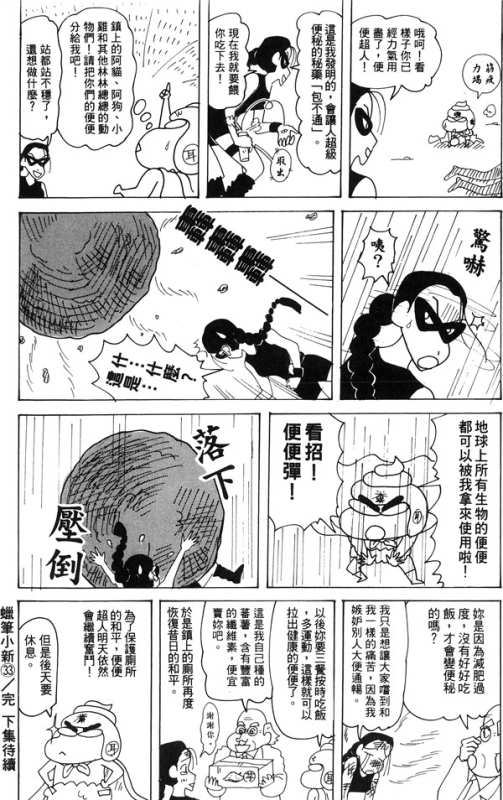 哦呵！看
樣子你已
經力氣用
盡了，便
便超人！
筋疲
力竭
這是我發明的，會讓人超級
便秘的秘藥「包不通」。
取出
現在我就要餵
你吃下去！
鎮上的阿貓、阿狗、小
雞和其他林林總總的動
物們！請把你們的便便
分給我吧！
站都站不穩了，
還想做什麼？
耳
驚嚇
咦？
轟轟轟轟
什…什麼？
這是…
地球上所有生物的便便
都可以被我拿來使用啦！
看招！
便便彈！
落下
壓倒
妳是因為減肥過
度，沒有好好吃
飯，才會變便秘
的嗎？
我只是想讓大家嚐到和
我一樣的痛苦，因為我
嫉妒別人大便通暢。
以後妳要三餐按時吃飯
，多運動，這樣就可以
拉出健康的便便了。
這是我自己種的
蕃薯，含有豐富
的纖維素，便宜
賣妳吧。
謝謝你。
於是鎮上的廁所再度
恢復昔日的和平。
耳
為了保護廁所
的和平，便便
超人明天依然
會繼續奮鬥！
但是後天要
休息。
耳
蠟筆小新㉝／完 下集待續